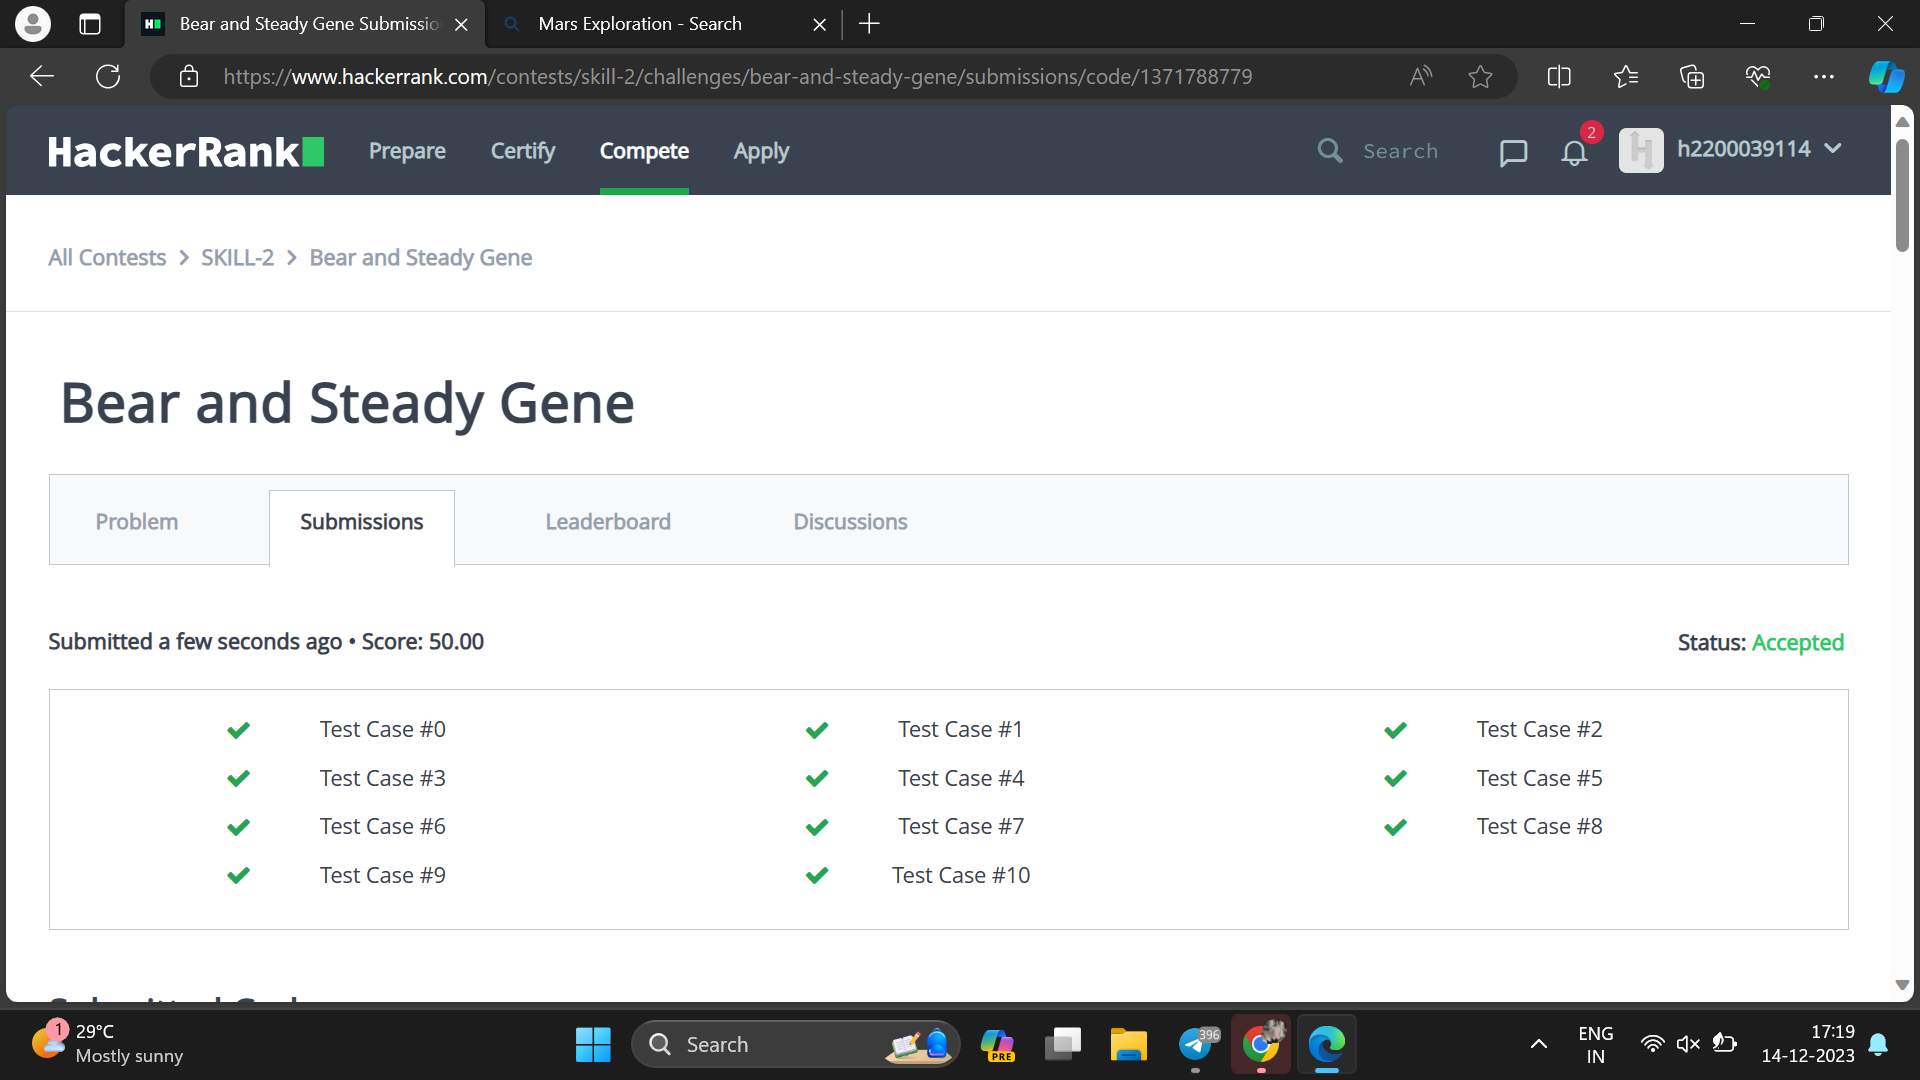 Bear and Steady Gene Submissio
Mars Exploration - Search
https://www.hackerrank.com/contests/skill-2/challenges/bear-and-steady-gene/submissions/code/1371788779
HackerRank
Prepare
Certify
Compete
Apply
Search
2
h2200039114
All Contests > SKILL-2 > Bear and Steady Gene
Bear and Steady Gene
Problem
Submissions
Leaderboard
Discussions
Submitted a few seconds ago • Score: 50.00
Status: Accepted
Test Case #0
Test Case #1
Test Case #2
Test Case #3
Test Case #4
Test Case #5
Test Case #6
Test Case #7
Test Case #8
Test Case #9
Test Case #10
1
29°C
Mostly sunny
Search
PRE
396
ENG
IN
17:19
14-12-2023